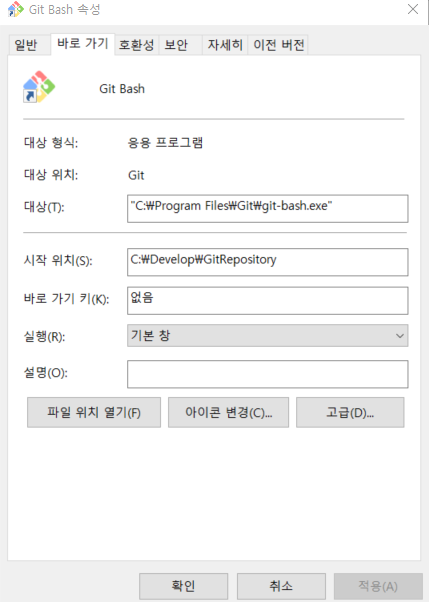 Git Bash 속성
일반 바로 가기 호환성 보안 자세히 이전 버전
Git Bash
대상 형식: 응용 프로그램
대상 위치: Git
대상(T): "C:₩Program Files₩Git₩git-bash.exe"
시작 위치(S): C:₩Develop₩GitRepository
바로 가기 키(K): 없음
실행(R): 기본 창
설명(O):
파일 위치 열기(F) 아이콘 변경(C)... 고급(D)...
확인 취소 적용(A)